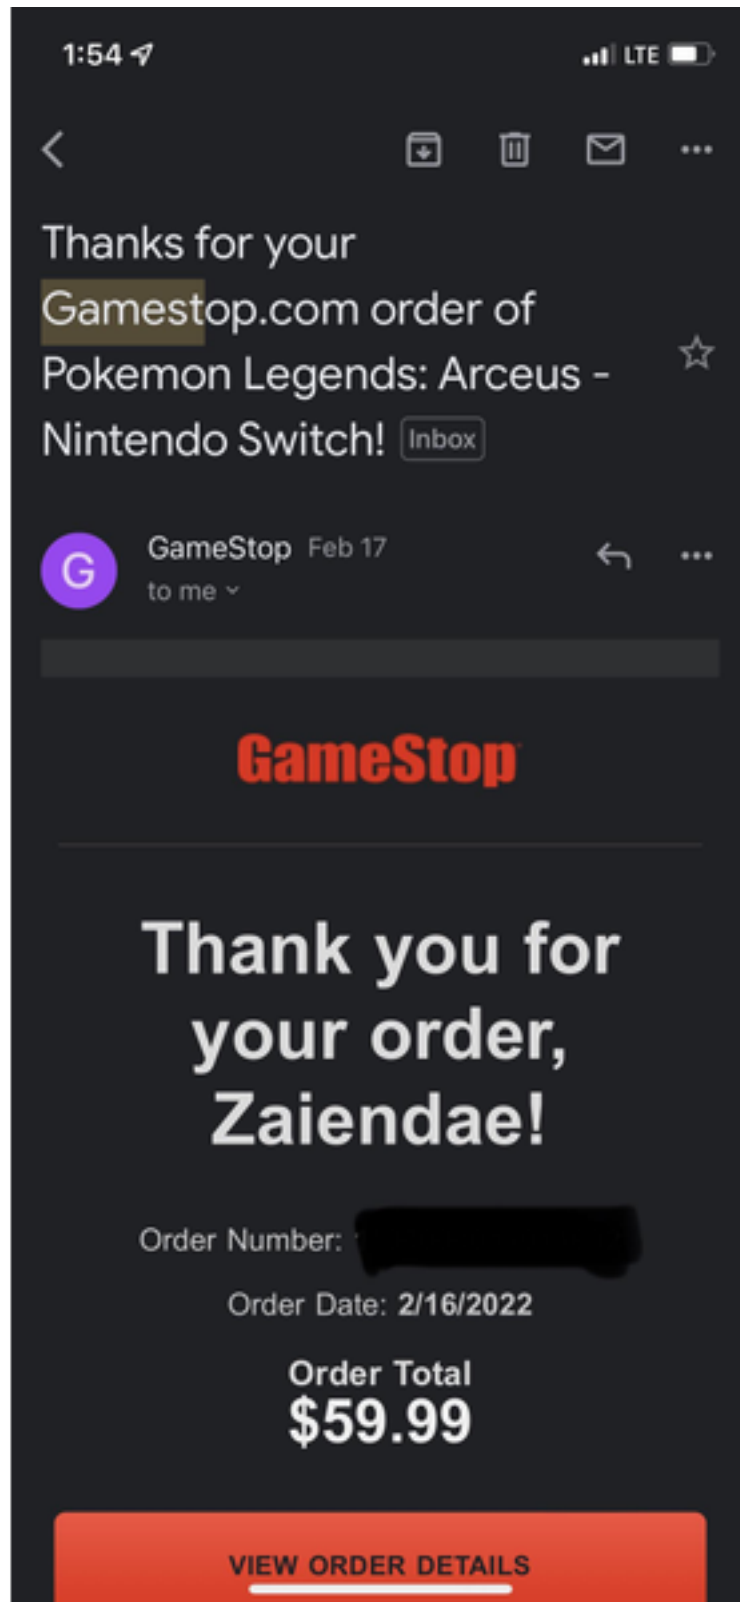 1:54 LTE
Thanks for your
Gamestop.com order of
Pokemon Legends: Arceus -
Nintendo Switch! Inbox
G GameStop Feb 17
to me
GameStop
Thank you for
your order,
Zaiendae!
Order Number:
Order Date: 2/16/2022
Order Total
$59.99
VIEW ORDER DETAILS